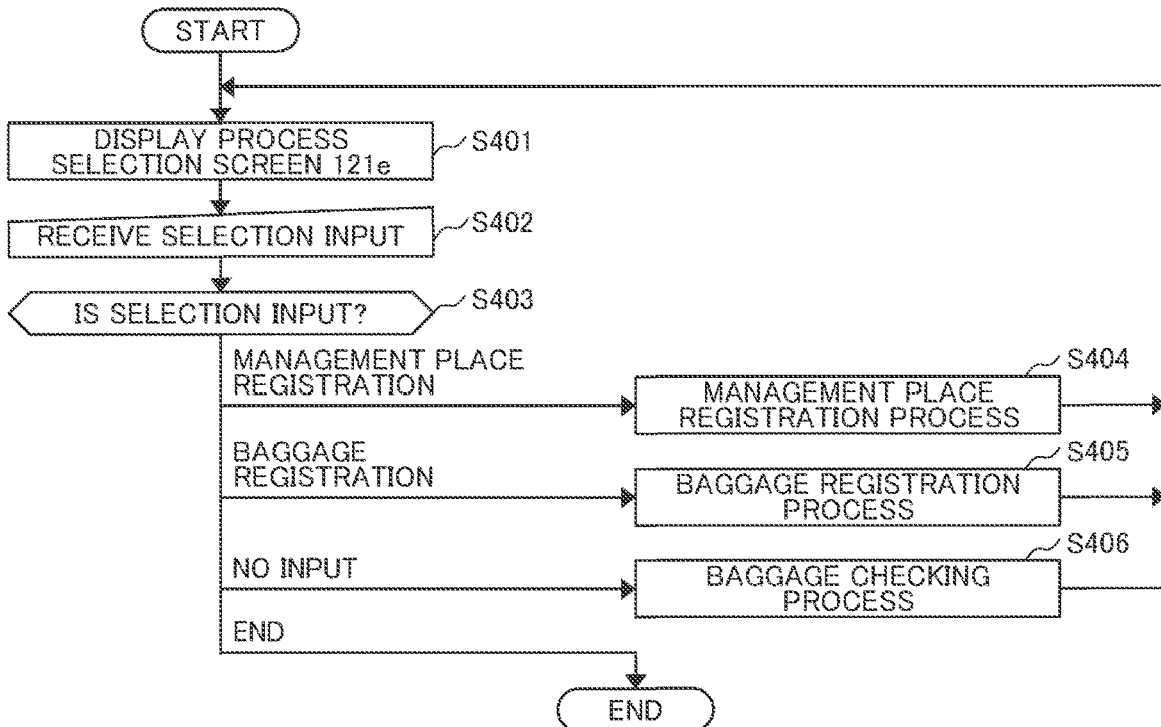 START
DISPLAY PROCESS
SELECTION SCREEN 121e
S401
RECEIVE SELECTION INPUT
S402
IS SELECTION INPUT?
S403
MANAGEMENT PLACE
REGISTRATION
MANAGEMENT PLACE
REGISTRATION PROCESS
S404
BAGGAGE
REGISTRATION
BAGGAGE REGISTRATION
PROCESS
S405
NO INPUT
BAGGAGE CHECKING
PROCESS
S406
END
END